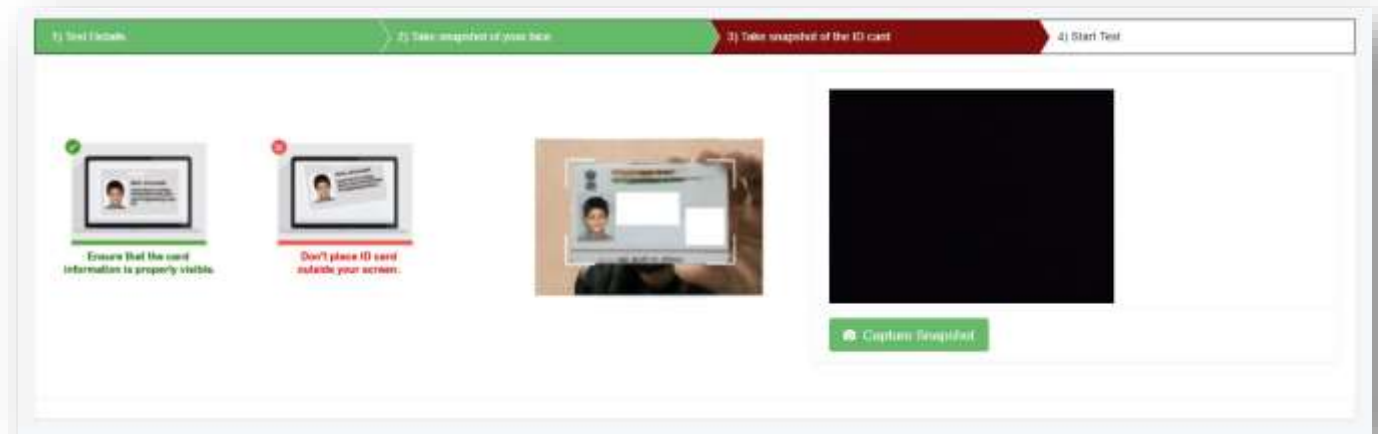 1) Test Details
2) Take snapshot of your face
3) Take snapshot of the ID card
4) Start Test
Ensure that the card
information is properly visible.
Don't place ID card
outside your screen.
Capture Snapshot